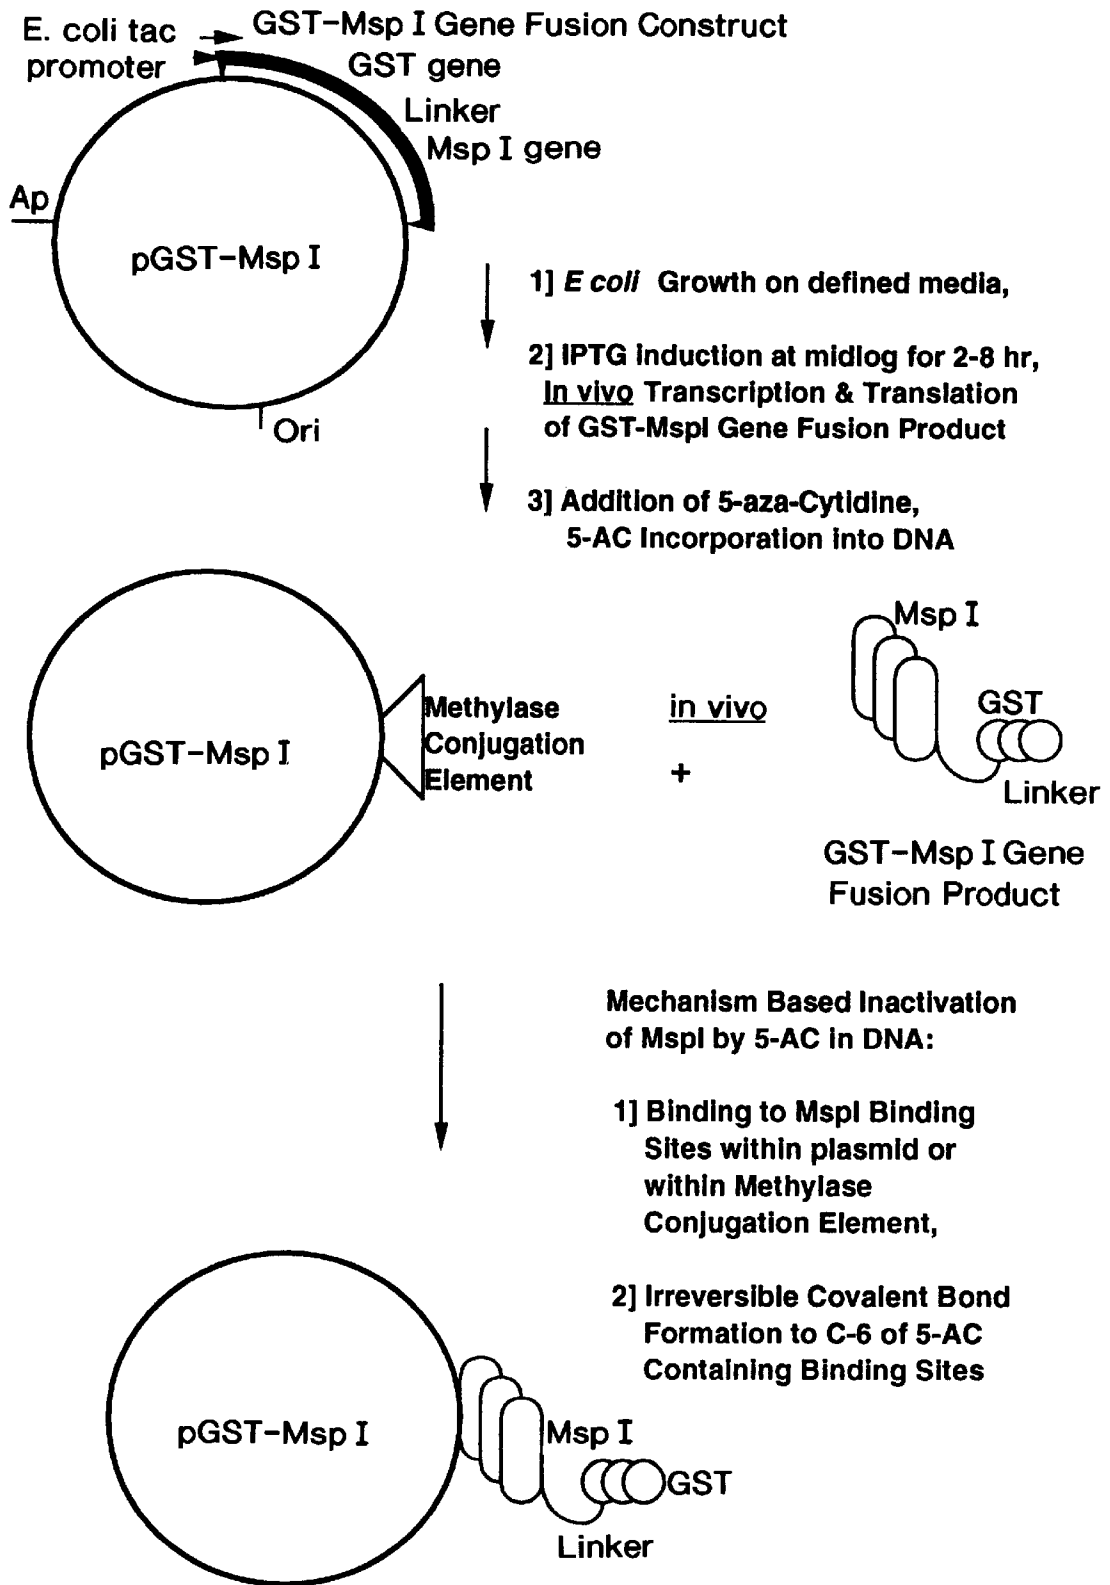 E. coli tac
promoter
GST-Msp I Gene Fusion Construct
GST gene
Linker
Msp I gene
Ap
pGST-Msp I
Ori
1] E coli Growth on defined media,
2] IPTG Induction at midlog for 2-8 hr,
In vivo Transcription & Translation
of GST-MspI Gene Fusion Product
3] Addition of 5-aza-Cytidine,
5-AC Incorporation into DNA
pGST-Msp I
Methylase
Conjugation
Element
in vivo
+
Msp I
GST
Linker
GST-Msp I Gene
Fusion Product
Mechanism Based Inactivation
of MspI by 5-AC in DNA:
1] Binding to MspI Binding
Sites within plasmid or
within Methylase
Conjugation Element,
2] Irreversible Covalent Bond
Formation to C-6 of 5-AC
Containing Binding Sites
pGST-Msp I
Msp I
GST
Linker